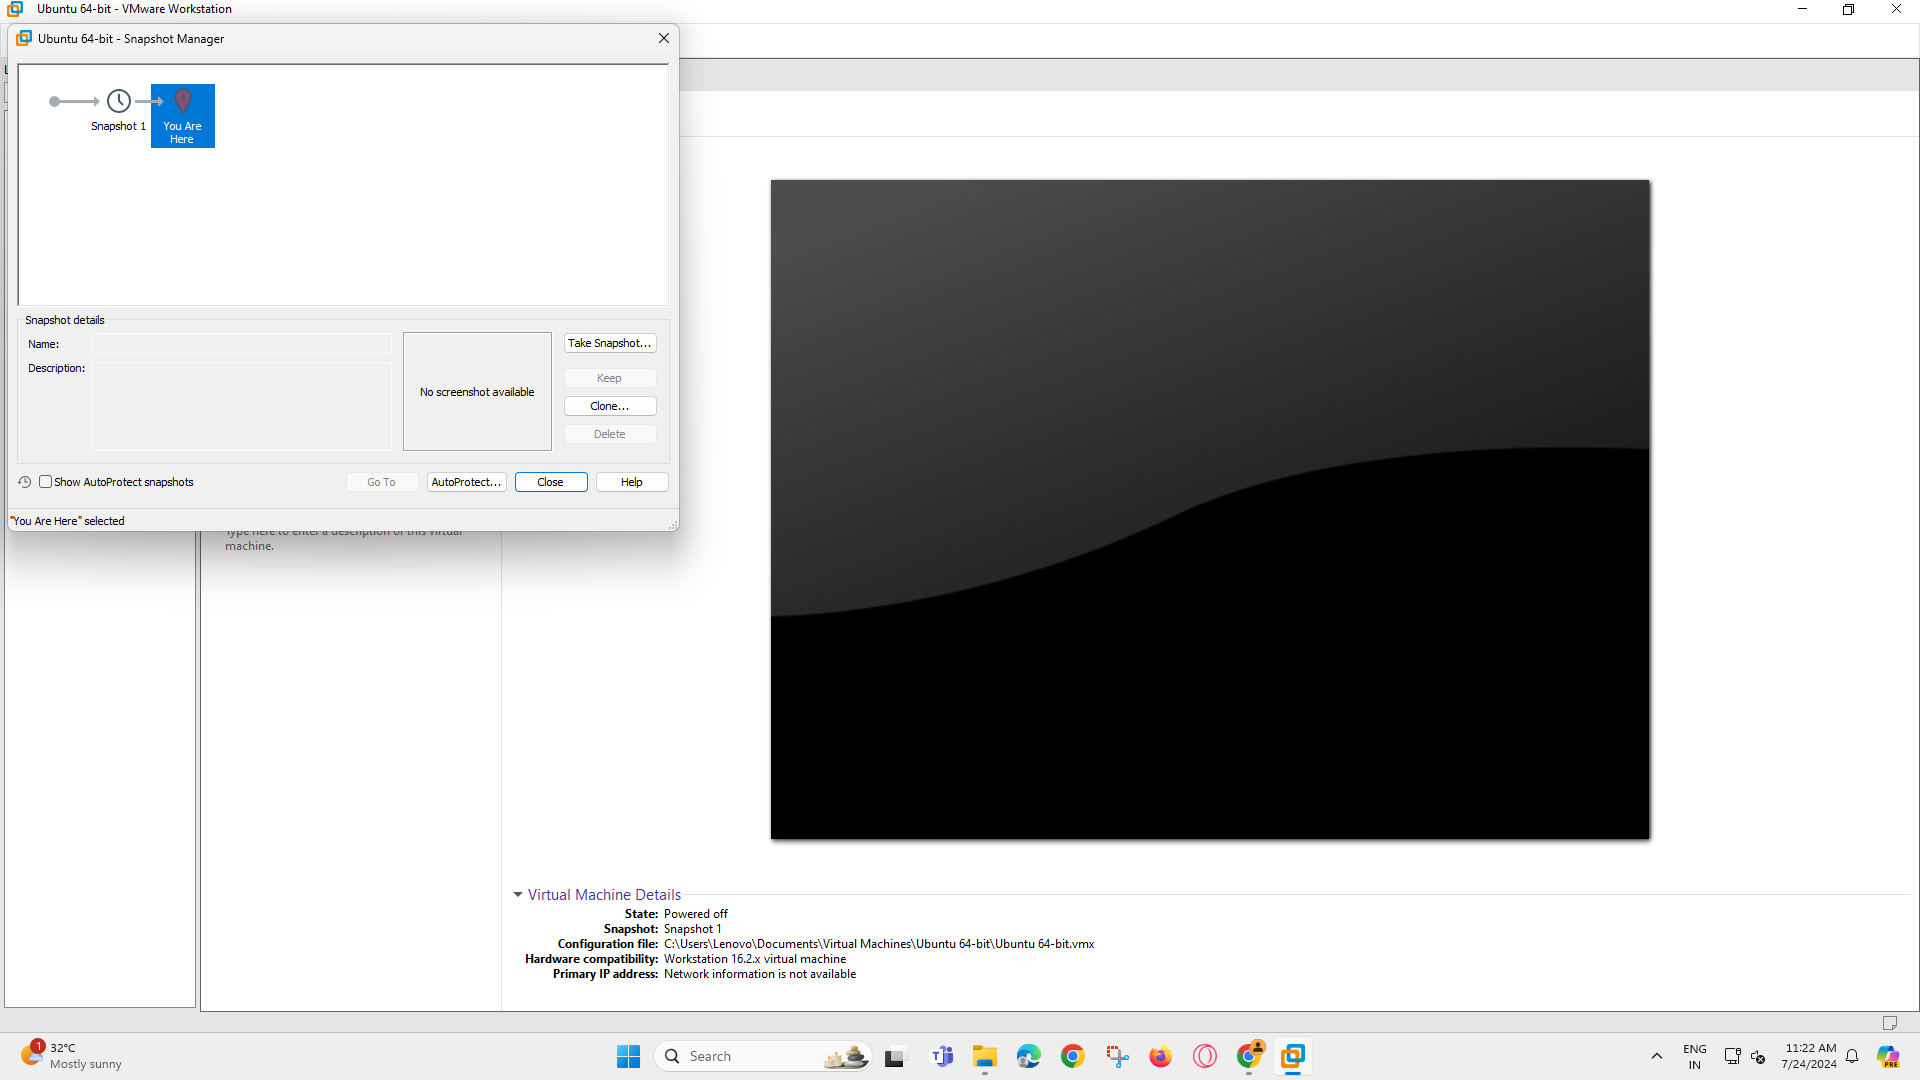 Ubuntu 64-bit - VMware Workstation
Ubuntu 64-bit - Snapshot Manager
Snapshot 1
You Are
Here
Snapshot details
Name:
Description:
No screenshot available
Take Snapshot...
Keep
Clone...
Delete
Show AutoProtect snapshots
Go To
AutoProtect...
Close
Help
"You Are Here" selected
Type here to enter a description of this virtual
machine.
Virtual Machine Details
State: Powered off
Snapshot: Snapshot 1
Configuration file: C:\Users\Lenovo\Documents\Virtual Machines\Ubuntu 64-bit\Ubuntu 64-bit.vmx
Hardware compatibility: Workstation 16.2.x virtual machine
Primary IP address: Network information is not available
1
32°C
Mostly sunny
Search
ENG
IN
11:22 AM
7/24/2024
PRE